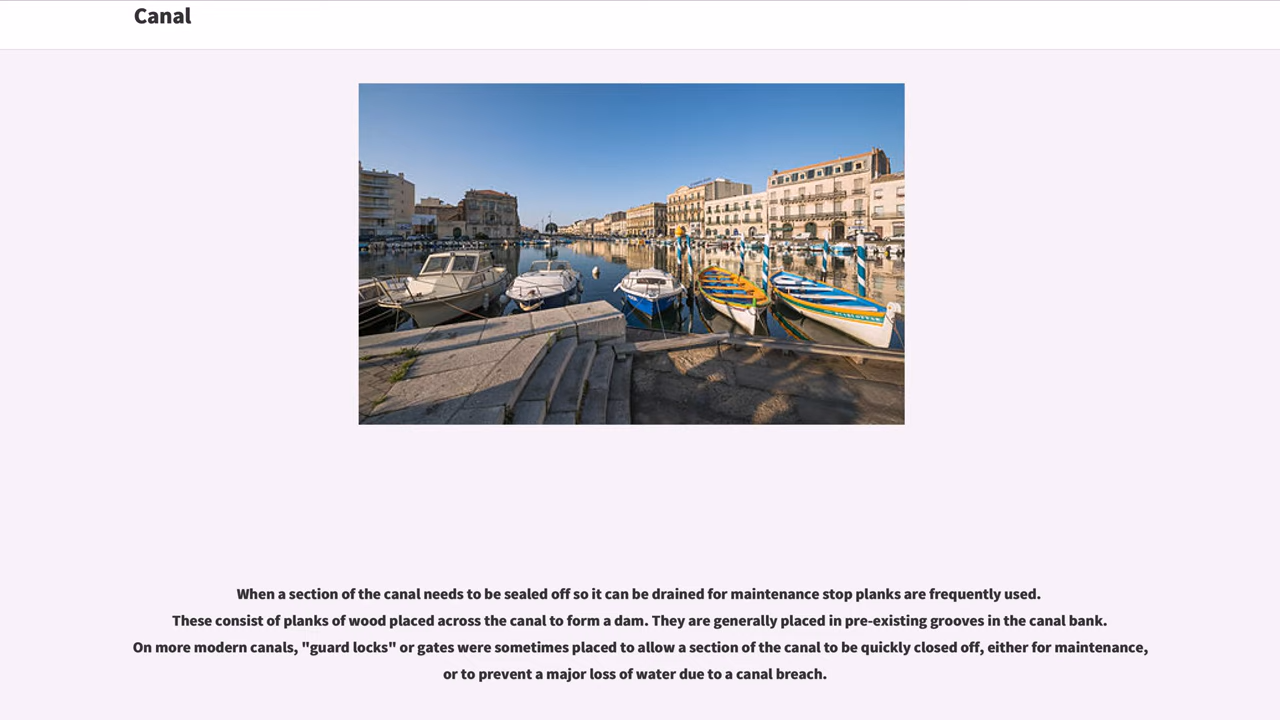 Canal
When a section of the canal needs to be sealed off so it can be drained for maintenance stop planks are frequently used.
These consist of planks of wood placed across the canal to form a dam. They are generally placed in pre-existing grooves in the canal bank.
On more modern canals, "guard locks" or gates were sometimes placed to allow a section of the canal to be quickly closed off, either for maintenance,
or to prevent a major loss of water due to a canal breach.